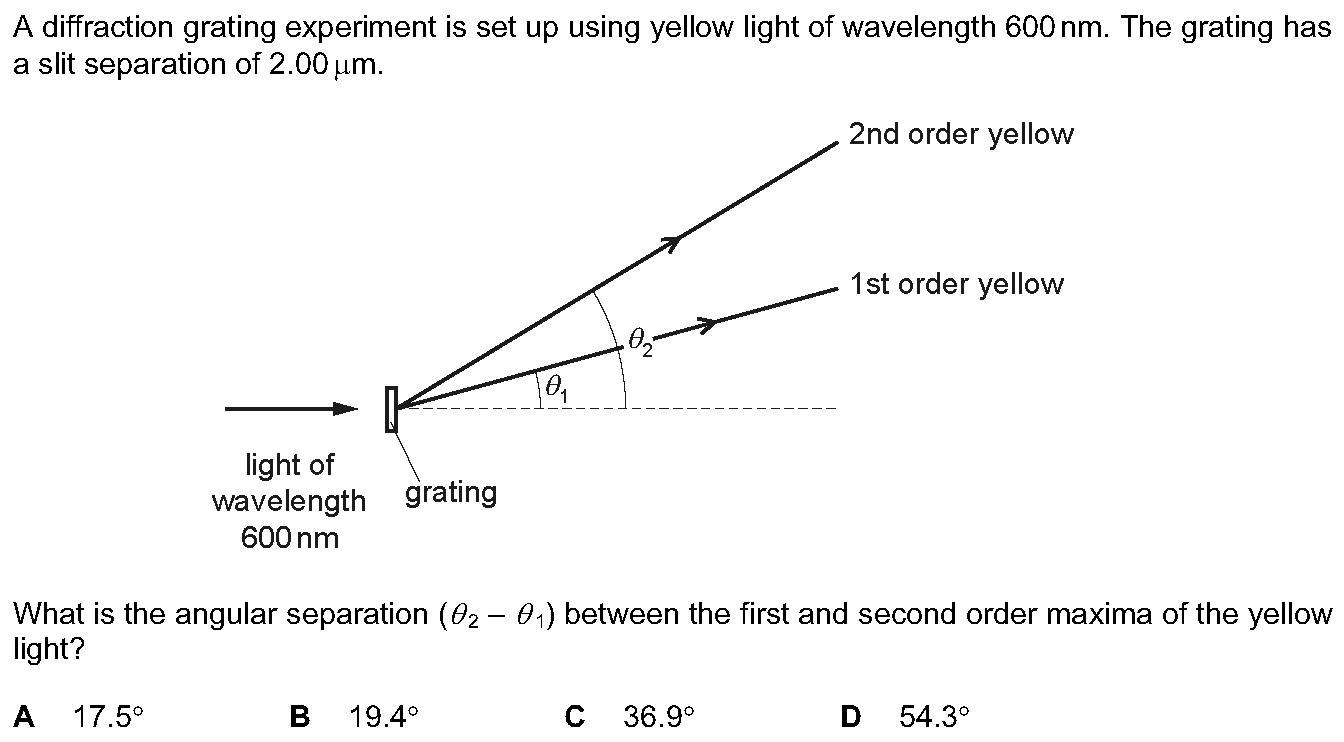 A diffraction grating experiment is set up using yellow light of wavelength 600 nm. The grating has
a slit separation of 2.00 μm.
2nd order yellow
1st order yellow
θ2
θ1
light of
wavelength
600 nm
grating
What is the angular separation (θ2 – θ1) between the first and second order maxima of the yellow
light?
A 17.5° B 19.4° C 36.9° D 54.3°